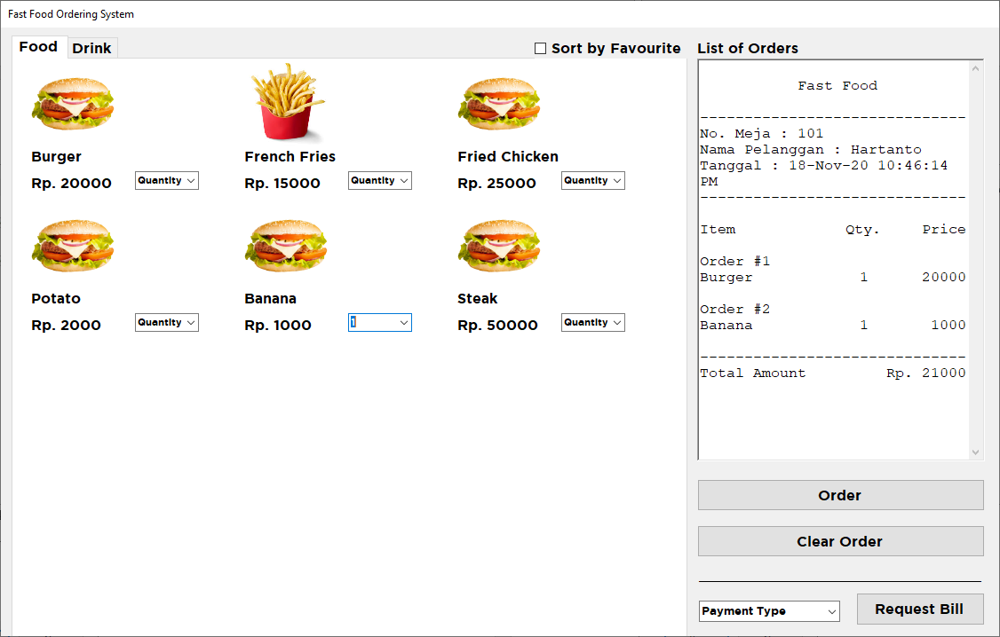 Fast Food Ordering System
Food Drink
Sort by Favourite
Burger French Fries Fried Chicken
Rp. 20000 Quantity Rp. 15000 Quantity Rp. 25000 Quantity
Potato Banana Steak
Rp. 2000 Quantity Rp. 1000 1 Rp. 50000 Quantity
List of Orders
Fast Food
------------------------------
No. Meja : 101
Nama Pelanggan : Hartanto
Tanggal : 18-Nov-20 10:46:14
PM
------------------------------
Item Qty. Price
Order #1
Burger 1 20000
Order #2
Banana 1 1000
------------------------------
Total Amount Rp. 21000
Order
Clear Order
Payment Type Request Bill